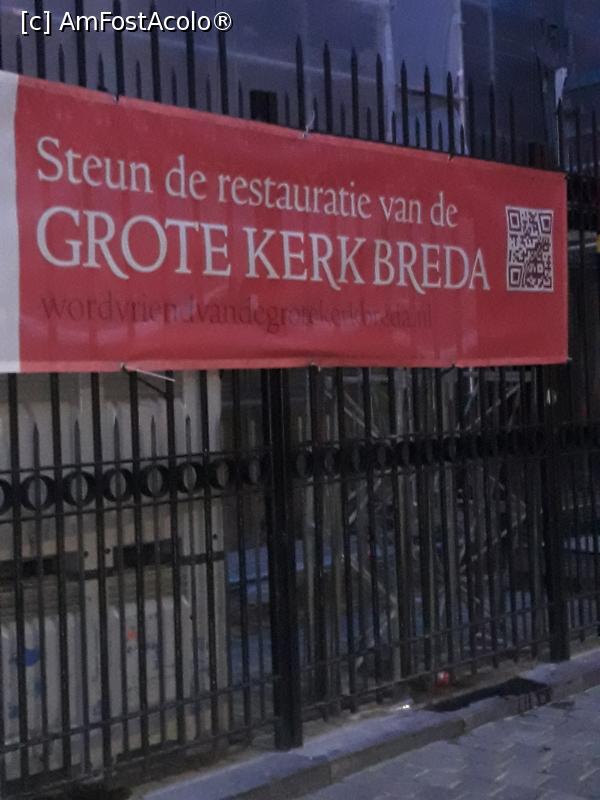 [c] AmFostAcolo®
Steun de restauratie van de
GROTE KERK BREDA
wordvriendvandegrotekerkbreda.nl